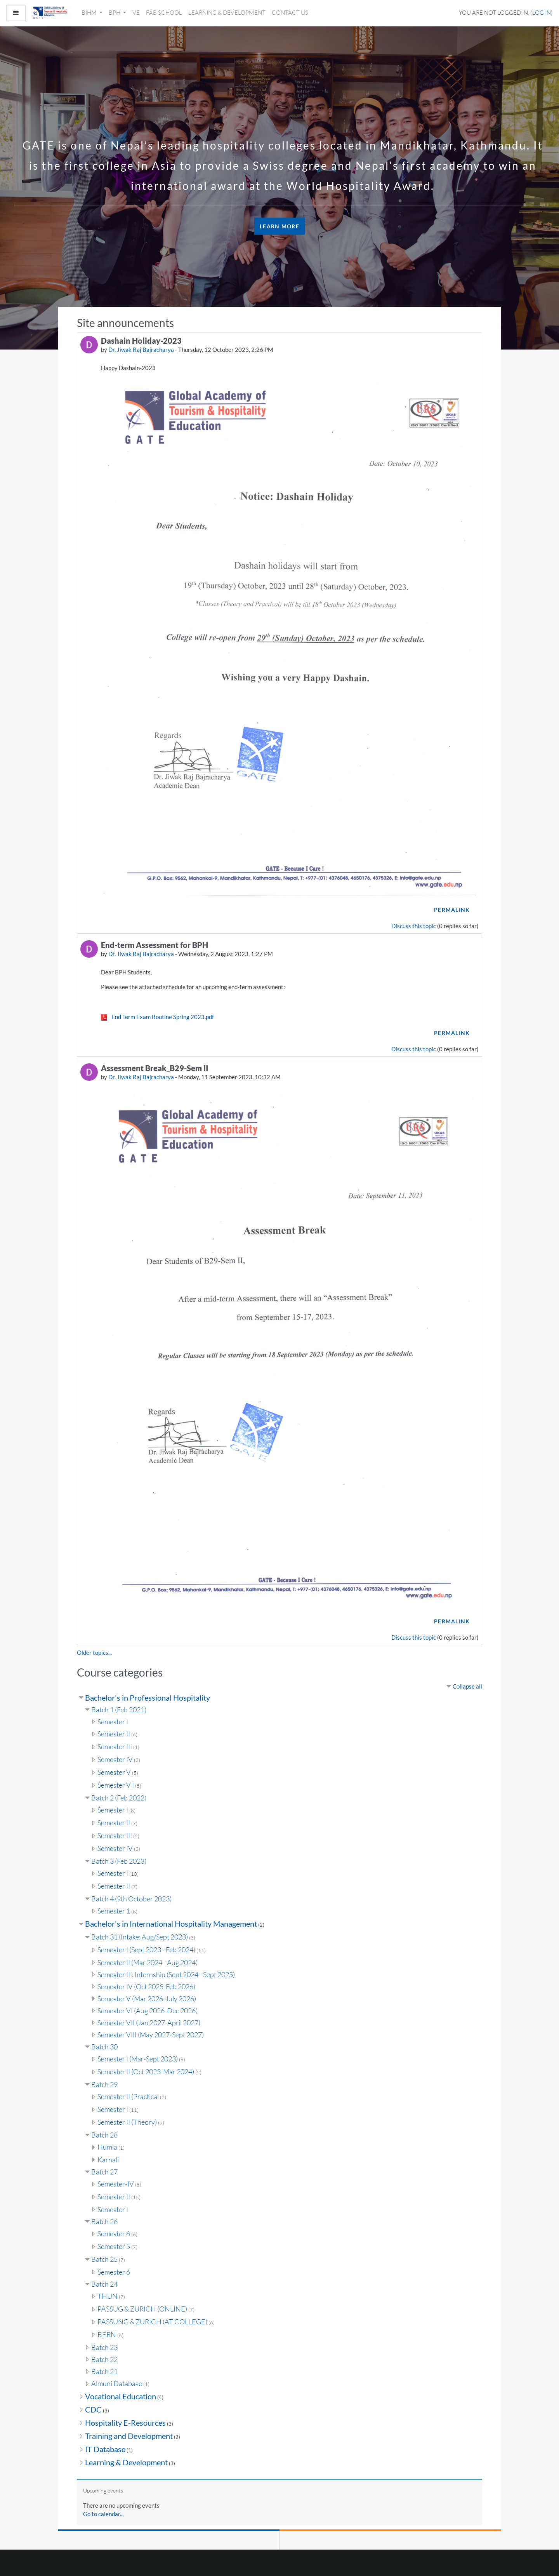 BIHM BPH VE FAB SCHOOL LEARNING & DEVELOPMENT CONTACT US YOU ARE NOT LOGGED IN. (LOG IN)
GATE is one of Nepal's leading hospitality colleges located in Mandikhatar, Kathmandu. It
is the first college in Asia to provide a Swiss degree and Nepal's first academy to win an
international award at the World Hospitality Award.
LEARN MORE
Site announcements
D
Dashain Holiday-2023
by Dr. Jiwak Raj Bajracharya - Thursday, 12 October 2023, 2:26 PM
Happy Dashain-2023
Global Academy of
Tourism & Hospitality
Education
GATE
Date: October 10, 2023
Notice: Dashain Holiday
Dear Students,
Dashain holidays will start from
19th (Thursday) October, 2023 until 28th (Saturday) October, 2023.
*Classes (Theory and Practical) will be till 18th October 2023 (Wednesday)
College will re-open from 29th (Sunday) October, 2023 as per the schedule.
Wishing you a very Happy Dashain.
Regards
Dr. Jiwak Raj Bajracharya
Academic Dean
GATE
GATE - Because I Care !
G.P.O. Box: 9562, Mahankal-9, Mandikhatar, Kathmandu, Nepal, T: +977-(01) 4376048, 4650176, 4375326, E: info@gate.edu.np
www.gate.edu.np
PERMALINK
Discuss this topic (0 replies so far)
D
End-term Assessment for BPH
by Dr. Jiwak Raj Bajracharya - Wednesday, 2 August 2023, 1:27 PM
Dear BPH Students,
Please see the attached schedule for an upcoming end-term assessment:
End Term Exam Routine Spring 2023.pdf
PERMALINK
Discuss this topic (0 replies so far)
D
Assessment Break_B29-Sem II
by Dr. Jiwak Raj Bajracharya - Monday, 11 September 2023, 10:32 AM
Global Academy of
Tourism & Hospitality
Education
GATE
Date: September 11, 2023
Assessment Break
Dear Students of B29-Sem II,
After a mid-term Assessment, there will an "Assessment Break"
from September 15-17, 2023.
Regular Classes will be starting from 18 September 2023 (Monday) as per the schedule.
Regards
Dr. Jiwak Raj Bajracharya
Academic Dean
GATE
GATE - Because I Care !
G.P.O. Box: 9562, Mahankal-9, Mandikhatar, Kathmandu, Nepal, T: +977-(01) 4376048, 4650176, 4375326, E: info@gate.edu.np
www.gate.edu.np
PERMALINK
Discuss this topic (0 replies so far)
Older topics...
Course categories
Collapse all
Bachelor's in Professional Hospitality
Batch 1 (Feb 2021)
Semester I
Semester II (6)
Semester III (1)
Semester IV (2)
Semester V (5)
Semester V I (5)
Batch 2 (Feb 2022)
Semester I (6)
Semester II (7)
Semester III (2)
Semester IV (2)
Batch 3 (Feb 2023)
Semester I (10)
Semester II (7)
Batch 4 (9th October 2023)
Semester 1 (6)
Bachelor's in International Hospitality Management (2)
Batch 31 (Intake: Aug/Sept 2023) (3)
Semester I (Sept 2023 - Feb 2024) (11)
Semester II (Mar 2024 - Aug 2024)
Semester III: Internship (Sept 2024 - Sept 2025)
Semester IV (Oct 2025-Feb 2026)
Semester V (Mar 2026-July 2026)
Semester VI (Aug 2026-Dec 2026)
Semester VII (Jan 2027-April 2027)
Semester VIII (May 2027-Sept 2027)
Batch 30
Semester I (Mar-Sept 2023) (9)
Semester II (Oct 2023-Mar 2024) (2)
Batch 29
Semester II (Practical (2)
Semester I (11)
Semester II (Theory) (9)
Batch 28
Humla (1)
Karnali
Batch 27
Semester-IV (5)
Semester II (15)
Semester I
Batch 26
Semester 6 (6)
Semester 5 (7)
Batch 25 (7)
Semester 6
Batch 24
THUN (7)
PASSUG & ZURICH (ONLINE) (7)
PASSUNG & ZURICH (AT COLLEGE) (6)
BERN (6)
Batch 23
Batch 22
Batch 21
Almuni Database (1)
Vocational Education (4)
CDC (3)
Hospitality E-Resources (3)
Training and Development (2)
IT Database (1)
Learning & Development (3)
Upcoming events
There are no upcoming events
Go to calendar...